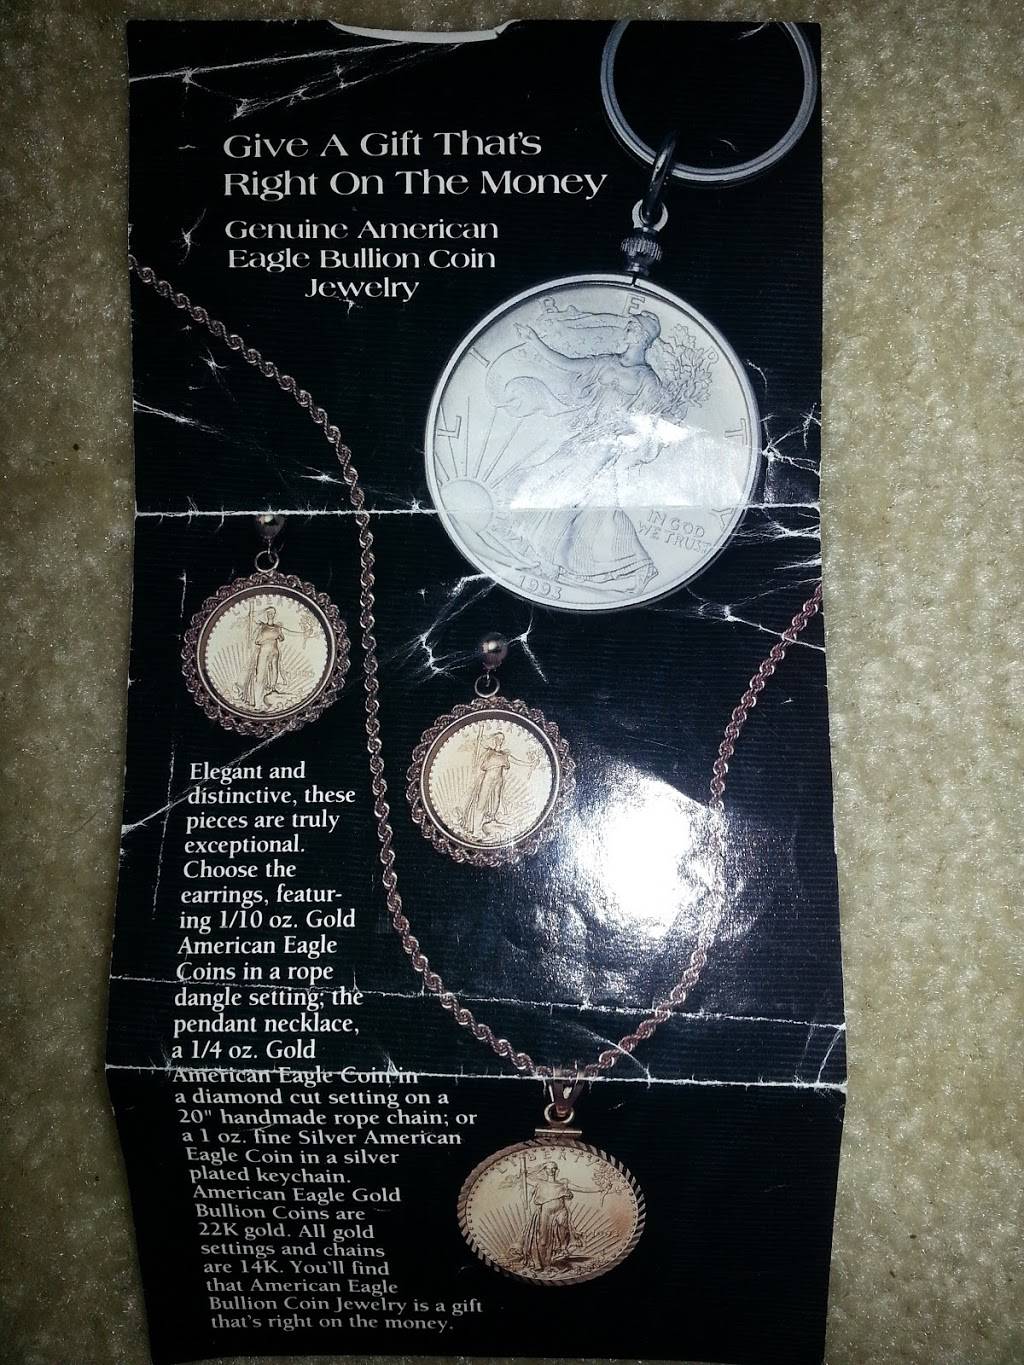 Give A Gift That's
Right On The Money
Genuine American
Eagle Bullion Coin
Jewelry
LIBERTY
IN GOD
WE TRUST
1993
Elegant and
distinctive, these
pieces are truly
exceptional.
Choose the
earrings, featur-
ing 1/10 oz. Gold
American Eagle
Coins in a rope
dangle setting; the
pendant necklace,
a 1/4 oz. Gold
American Eagle Coin in
a diamond cut setting on a
20" handmade rope chain; or
a 1 oz. fine Silver American
Eagle Coin in a silver
plated keychain.
American Eagle Gold
Bullion Coins are
22K gold. All gold
settings and chains
are 14K. You'll find
that American Eagle
Bullion Coin Jewelry is a gift
that's right on the money.
LIBERTY